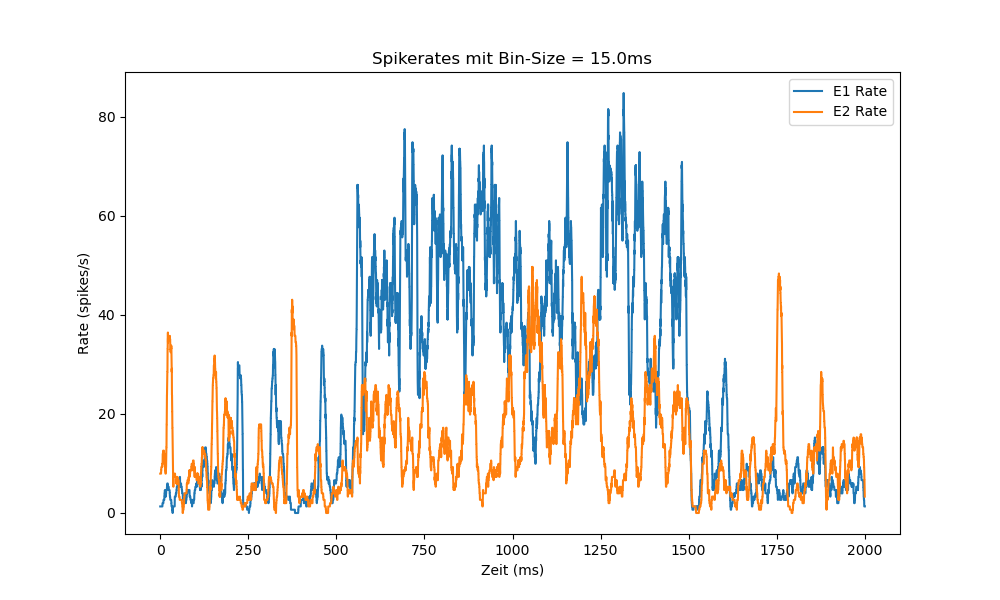 Spikerates mit Bin-Size = 15.0ms
E1 Rate
E2 Rate
Rate (spikes/s)
80
60
40
20
0
0 250 500 750 1000 1250 1500 1750 2000
Zeit (ms)